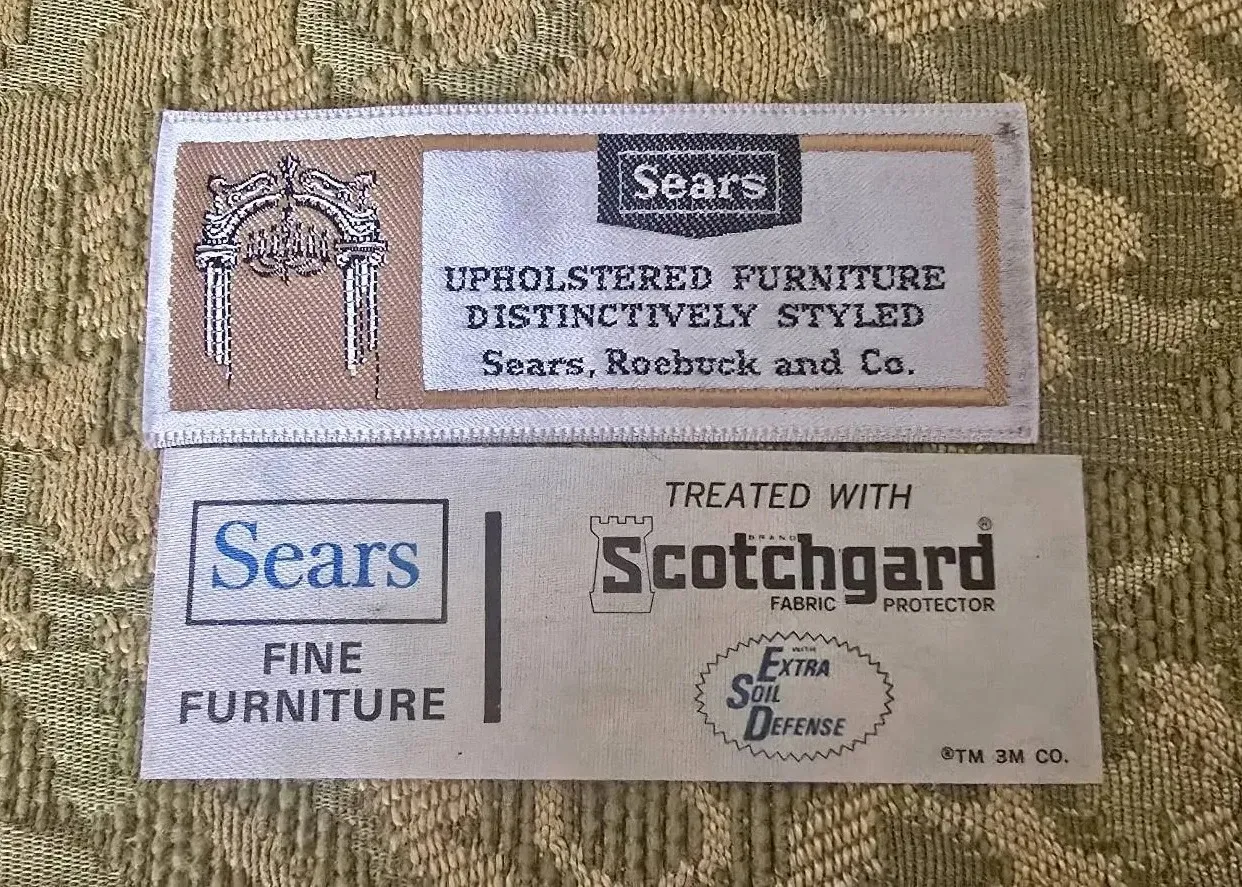 Sears
UPHOLSTERED FURNITURE
DISTINCTIVELY STYLED
Sears, Roebuck and Co.
Sears
FINE
FURNITURE
TREATED WITH
BRAND
Scotchgard®
FABRIC PROTECTOR
WITH
EXTRA
SOIL
DEFENSE
®TM 3M CO.